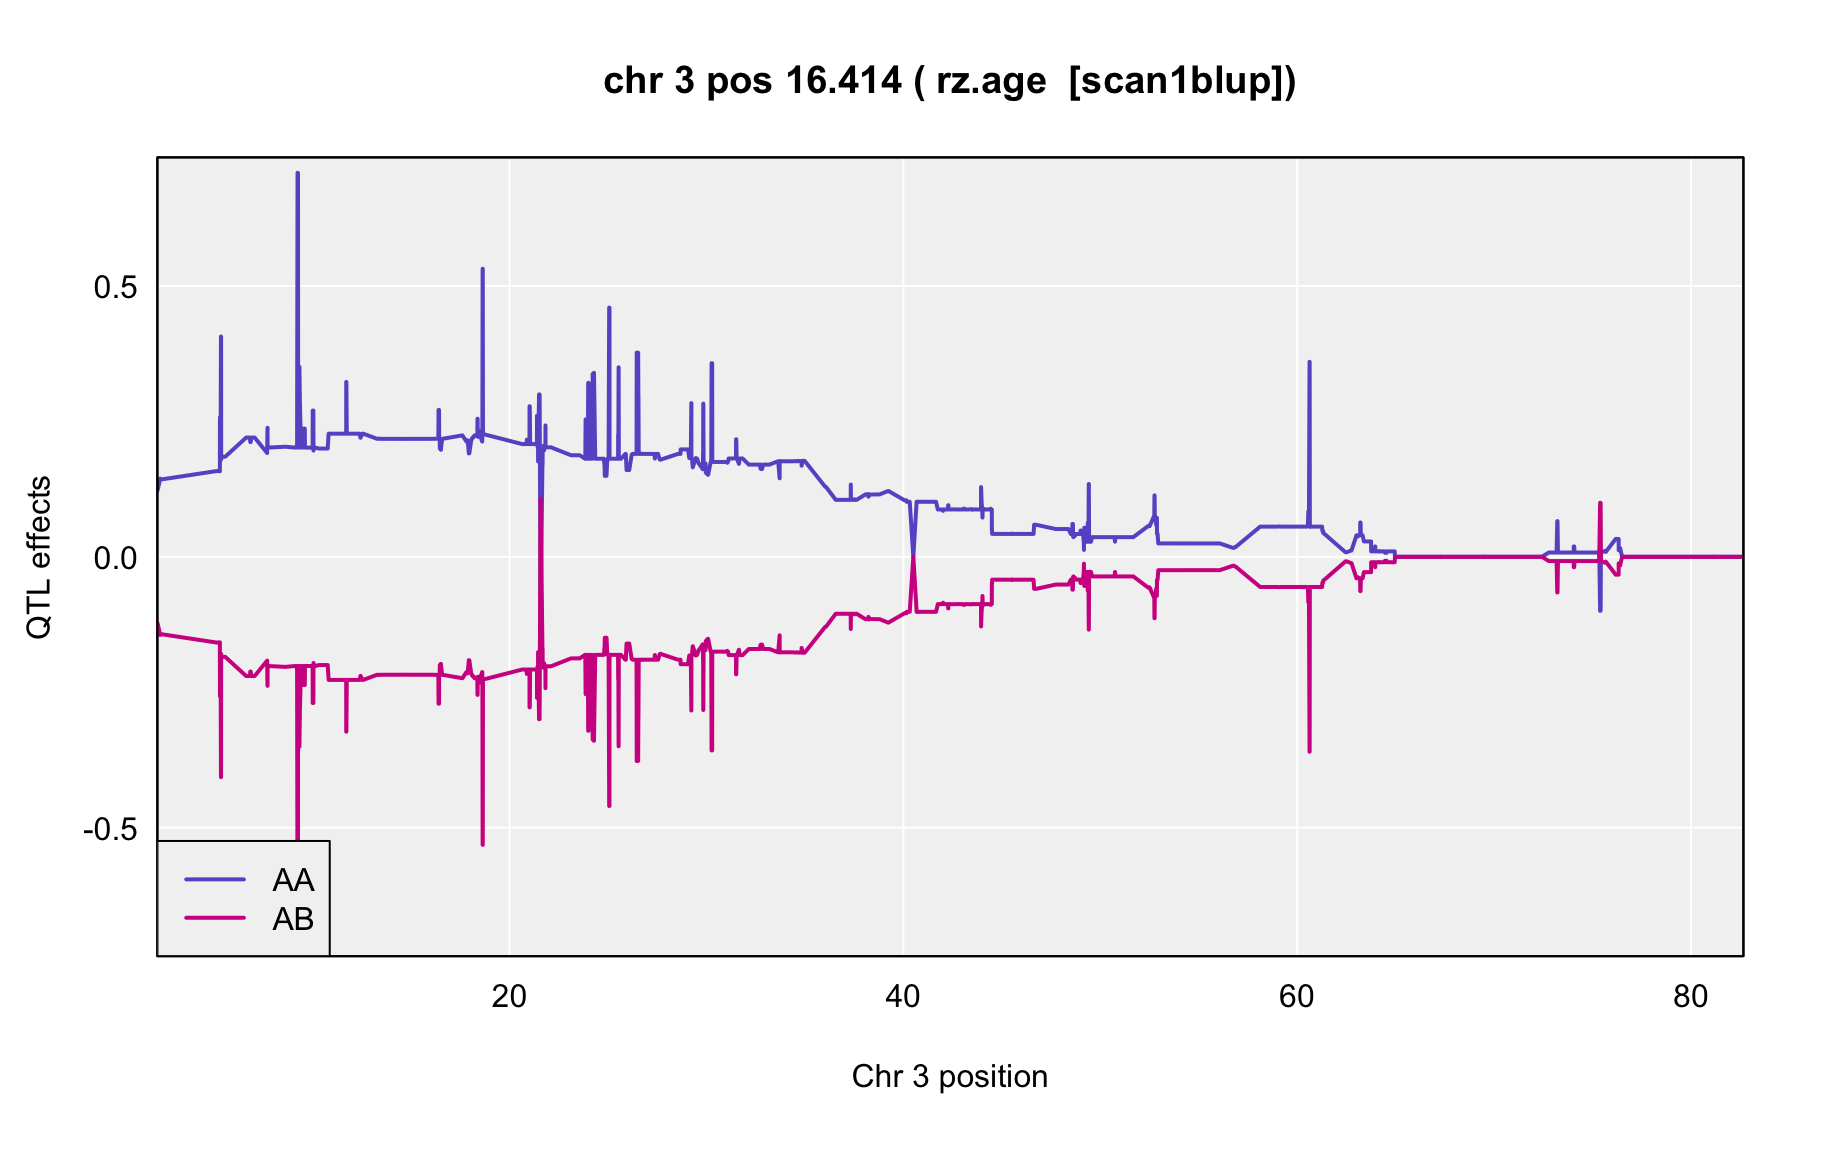 chr 3 pos 16.414 ( rz.age  [scan1blup])
QTL effects
0.5
0.0
-0.5
AA
AB
20 40 60 80
Chr 3 position